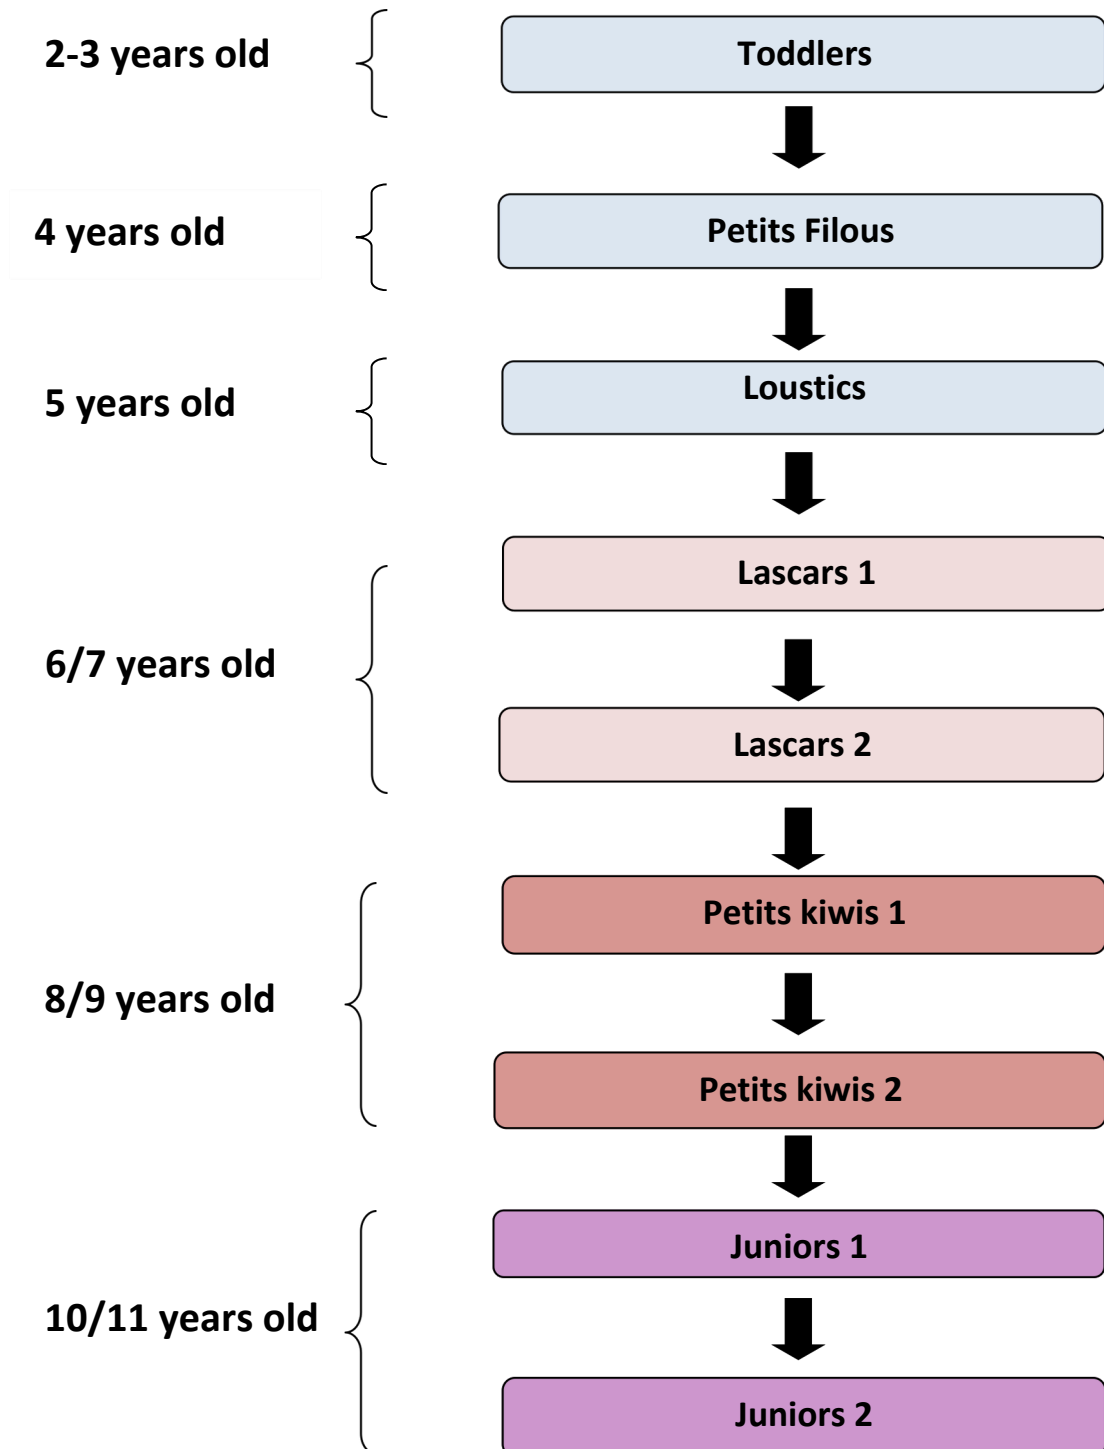 2-3 years old
Toddlers
4 years old
Petits Filous
5 years old
Loustics
Lascars 1
6/7 years old
Lascars 2
Petits kiwis 1
8/9 years old
Petits kiwis 2
Juniors 1
10/11 years old
Juniors 2